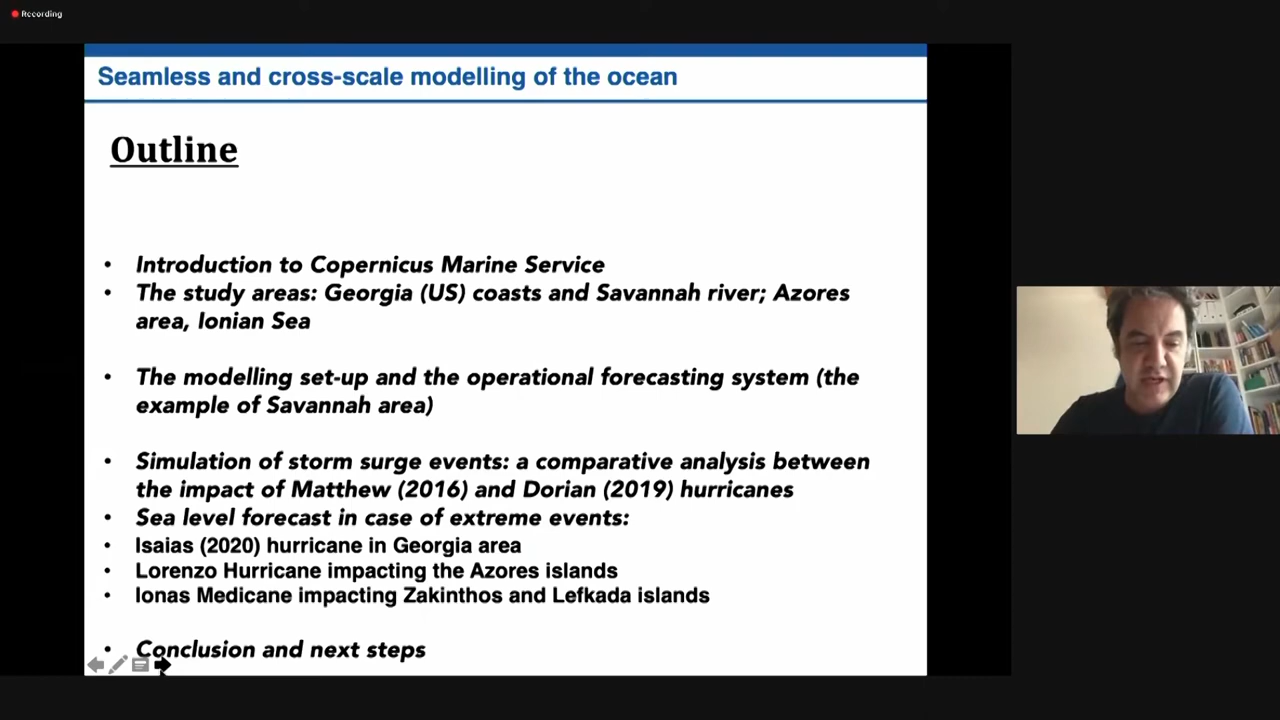 Recording
Seamless and cross-scale modelling of the ocean
Outline
• Introduction to Copernicus Marine Service
• The study areas: Georgia (US) coasts and Savannah river; Azores
area, Ionian Sea
• The modelling set-up and the operational forecasting system (the
example of Savannah area)
• Simulation of storm surge events: a comparative analysis between
the impact of Matthew (2016) and Dorian (2019) hurricanes
• Sea level forecast in case of extreme events:
• Isaias (2020) hurricane in Georgia area
• Lorenzo Hurricane impacting the Azores islands
• Ionas Medicane impacting Zakinthos and Lefkada islands
• Conclusion and next steps